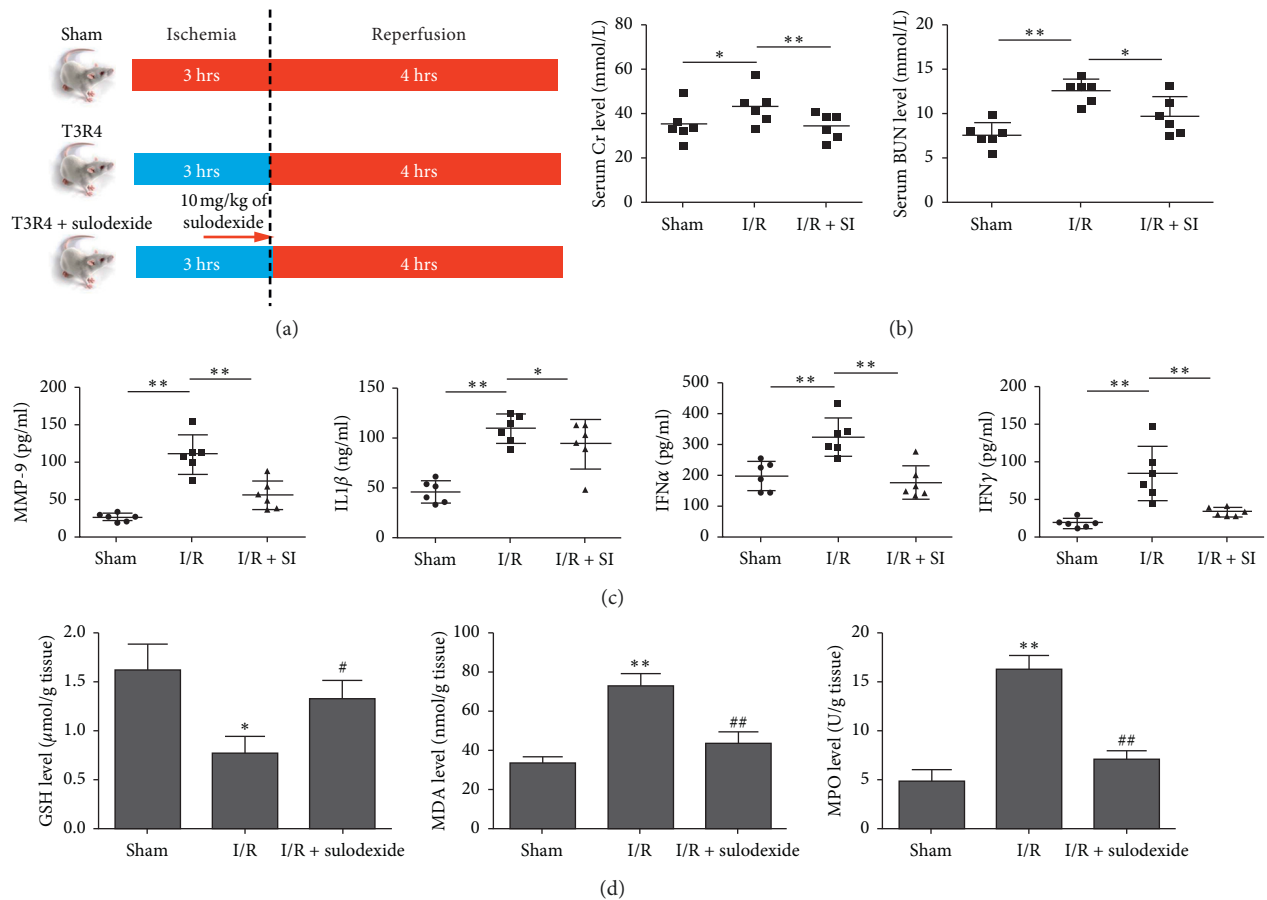 Sham
Ischemia
Reperfusion
3 hrs
4 hrs
T3R4
3 hrs
4 hrs
10 mg/kg of
sulodexide
T3R4 + sulodexide
3 hrs
4 hrs
(a)
Serum Cr level (mmol/L)
80
60
40
20
0
*
**
Sham
I/R
I/R + SI
Serum BUN level (mmol/L)
20
15
10
5
0
**
*
Sham
I/R
I/R + SI
(b)
MMP-9 (pg/ml)
200
150
100
50
0
**
**
Sham
I/R
I/R + SI
IL1β (ng/ml)
150
100
50
0
**
*
Sham
I/R
I/R + SI
IFNα (pg/ml)
500
400
300
200
100
0
**
**
Sham
I/R
I/R + SI
IFNγ (pg/ml)
200
150
100
50
0
**
**
Sham
I/R
I/R + SI
(c)
GSH level (μmol/g tissue)
2.0
1.5
1.0
0.5
0.0
*
#
Sham
I/R
I/R + sulodexide
MDA level (nmol/g tissue)
100
80
60
40
20
0
**
##
Sham
I/R
I/R + sulodexide
MPO level (U/g tissue)
20
15
10
5
0
**
##
Sham
I/R
I/R + sulodexide
(d)